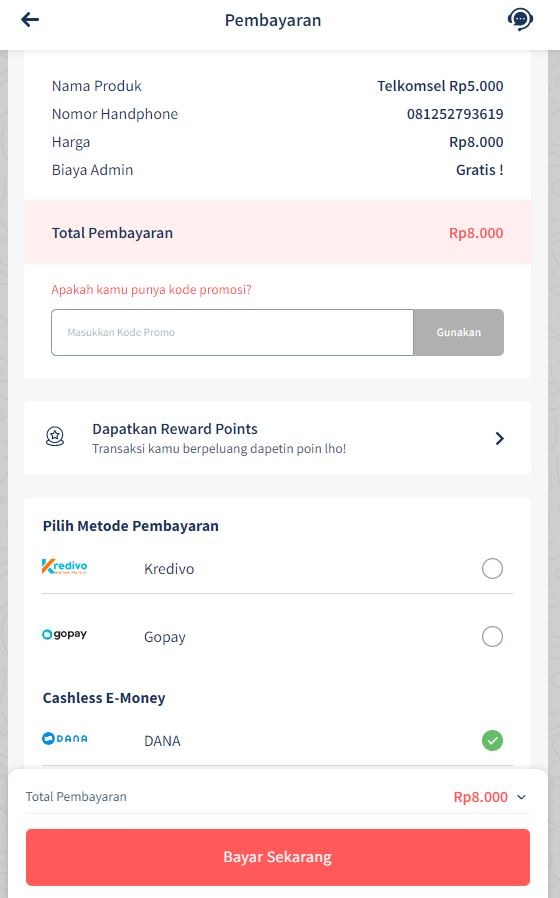 Pembayaran
Nama Produk Telkomsel Rp5.000
Nomor Handphone 081252793619
Harga Rp8.000
Biaya Admin Gratis !
Total Pembayaran Rp8.000
Apakah kamu punya kode promosi?
Masukkan Kode Promo Gunakan
Dapatkan Reward Points
Transaksi kamu berpeluang dapetin poin lho!
Pilih Metode Pembayaran
Kredivo Kredivo
gopay Gopay
Cashless E-Money
DANA DANA
Total Pembayaran Rp8.000
Bayar Sekarang